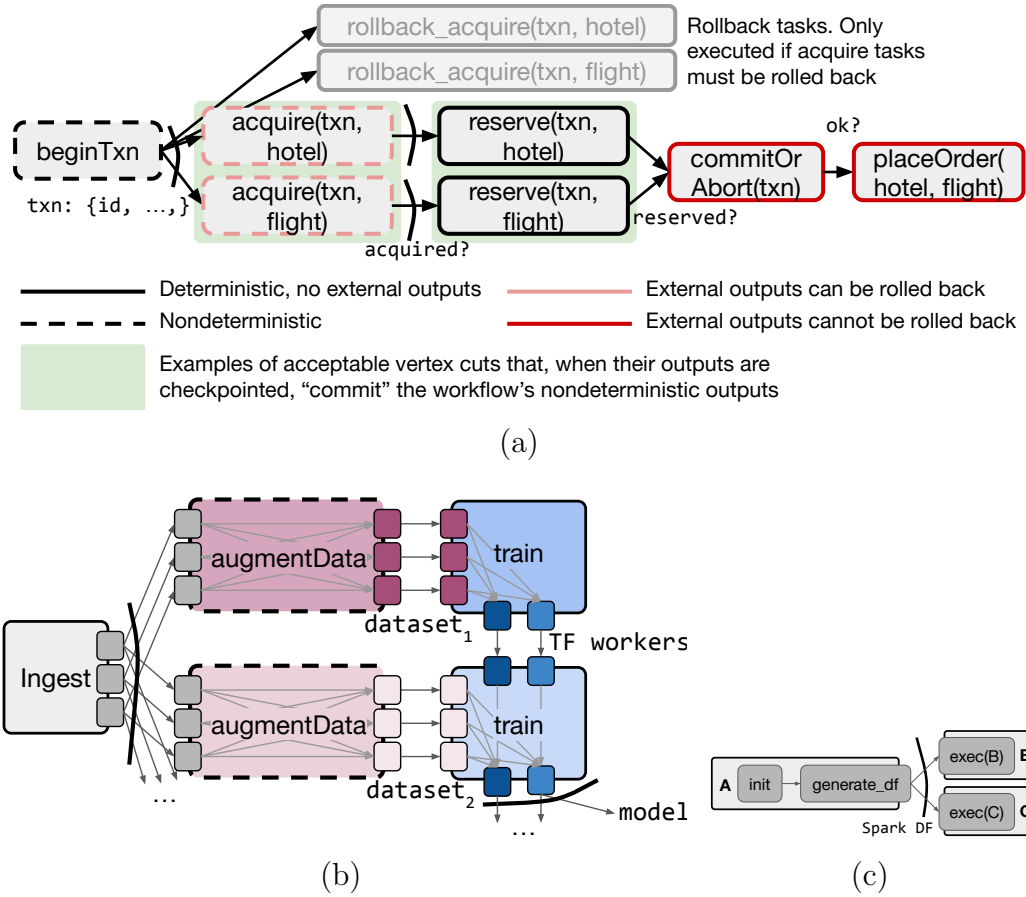 rollback_acquire(txn, hotel)
rollback_acquire(txn, flight)
Rollback tasks. Only
executed if acquire tasks
must be rolled back
beginTxn
txn: {id, …,}
acquire(txn,
hotel)
acquire(txn,
flight)
acquired?
reserve(txn,
hotel)
reserve(txn,
flight)
reserved?
commitOr
Abort(txn)
ok?
placeOrder(
hotel, flight)
Deterministic, no external outputs
External outputs can be rolled back
Nondeterministic
External outputs cannot be rolled back
Examples of acceptable vertex cuts that, when their outputs are
checkpointed, “commit” the workflow’s nondeterministic outputs
(a)
Ingest
...
augmentData
dataset1
train
TF workers
augmentData
dataset2
train
model
...
(b)
A
init
generate_df
Spark DF
exec(B)
exec(C)
(c)